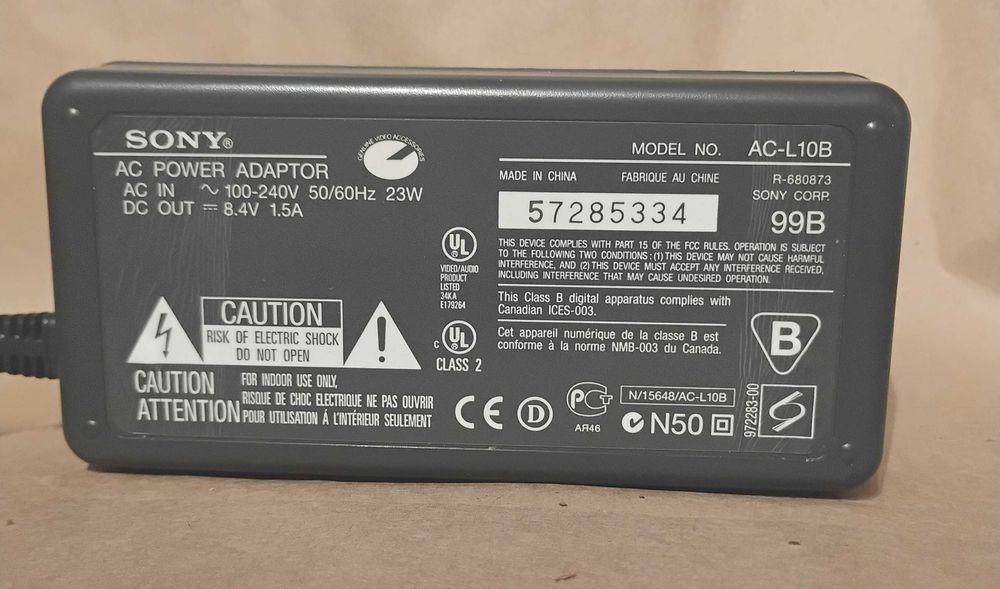 SONY®
AC POWER ADAPTOR
AC IN ～ 100-240V 50/60Hz 23W
DC OUT ⎓ 8.4V 1.5A
GENUINE VIDEO ACCESSORIES
MODEL NO. AC-L10B
MADE IN CHINA FABRIQUE AU CHINE
R-680873
SONY CORP.
57285334
99B
THIS DEVICE COMPLIES WITH PART 15 OF THE FCC RULES. OPERATION IS SUBJECT
TO THE FOLLOWING TWO CONDITIONS : (1) THIS DEVICE MAY NOT CAUSE HARMFUL
INTERFERENCE, AND (2) THIS DEVICE MUST ACCEPT ANY INTERFERENCE RECEIVED,
INCLUDING INTERFERENCE THAT MAY CAUSE UNDESIRED OPERATION.
This Class B digital apparatus complies with
Canadian ICES-003.
Cet appareil numérique de la classe B est
conforme à la norme NMB-003 du Canada.
B
UL
VIDEO/AUDIO
PRODUCT
LISTED
34KA
E179264
C UL
CLASS 2
CAUTION
RISK OF ELECTRIC SHOCK
DO NOT OPEN
CAUTION FOR INDOOR USE ONLY,
ATTENTION RISQUE DE CHOC ELECTRIQUE NE PAS OUVRIR
POUR UTILISATION Á L'INTÉRIEUR SEULEMENT
CE D
РСТ
АЯ46
N/15648/AC-L10B
N50
972283-00
S